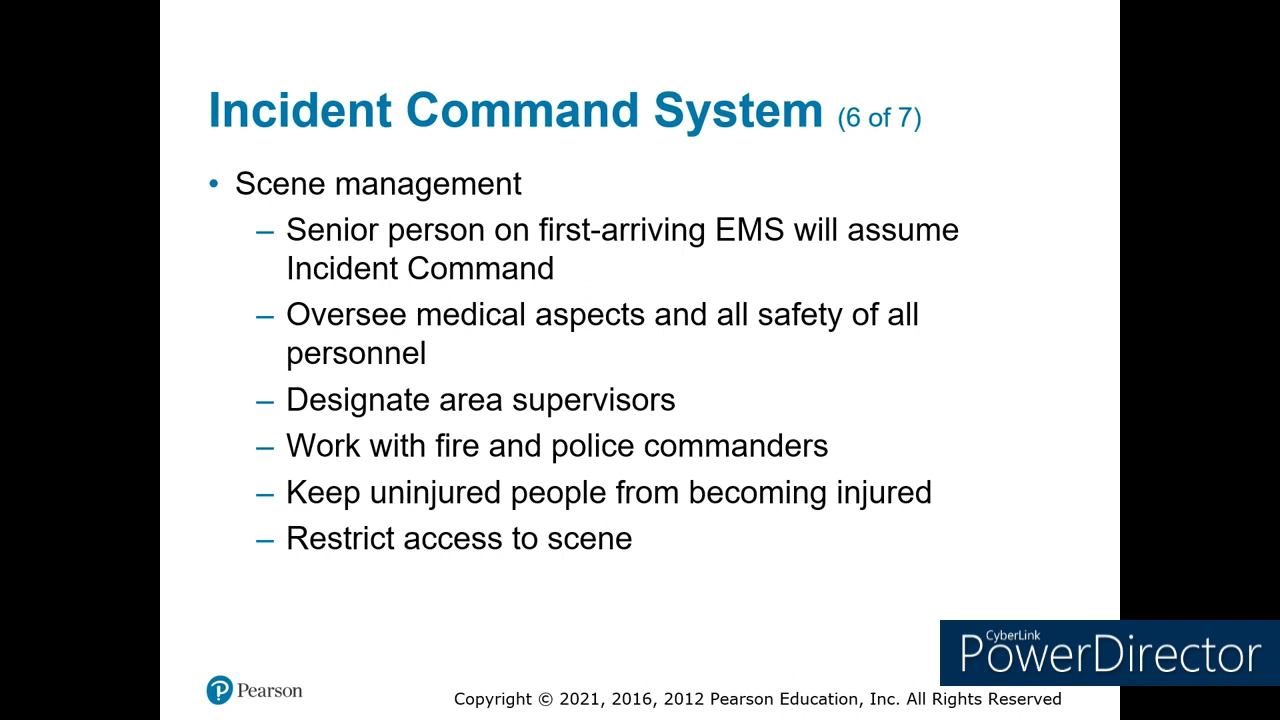 Incident Command System (6 of 7)
• Scene management
– Senior person on first-arriving EMS will assume
Incident Command
– Oversee medical aspects and all safety of all
personnel
– Designate area supervisors
– Work with fire and police commanders
– Keep uninjured people from becoming injured
– Restrict access to scene
CyberLink
PowerDirector
Pearson
Copyright © 2021, 2016, 2012 Pearson Education, Inc. All Rights Reserved